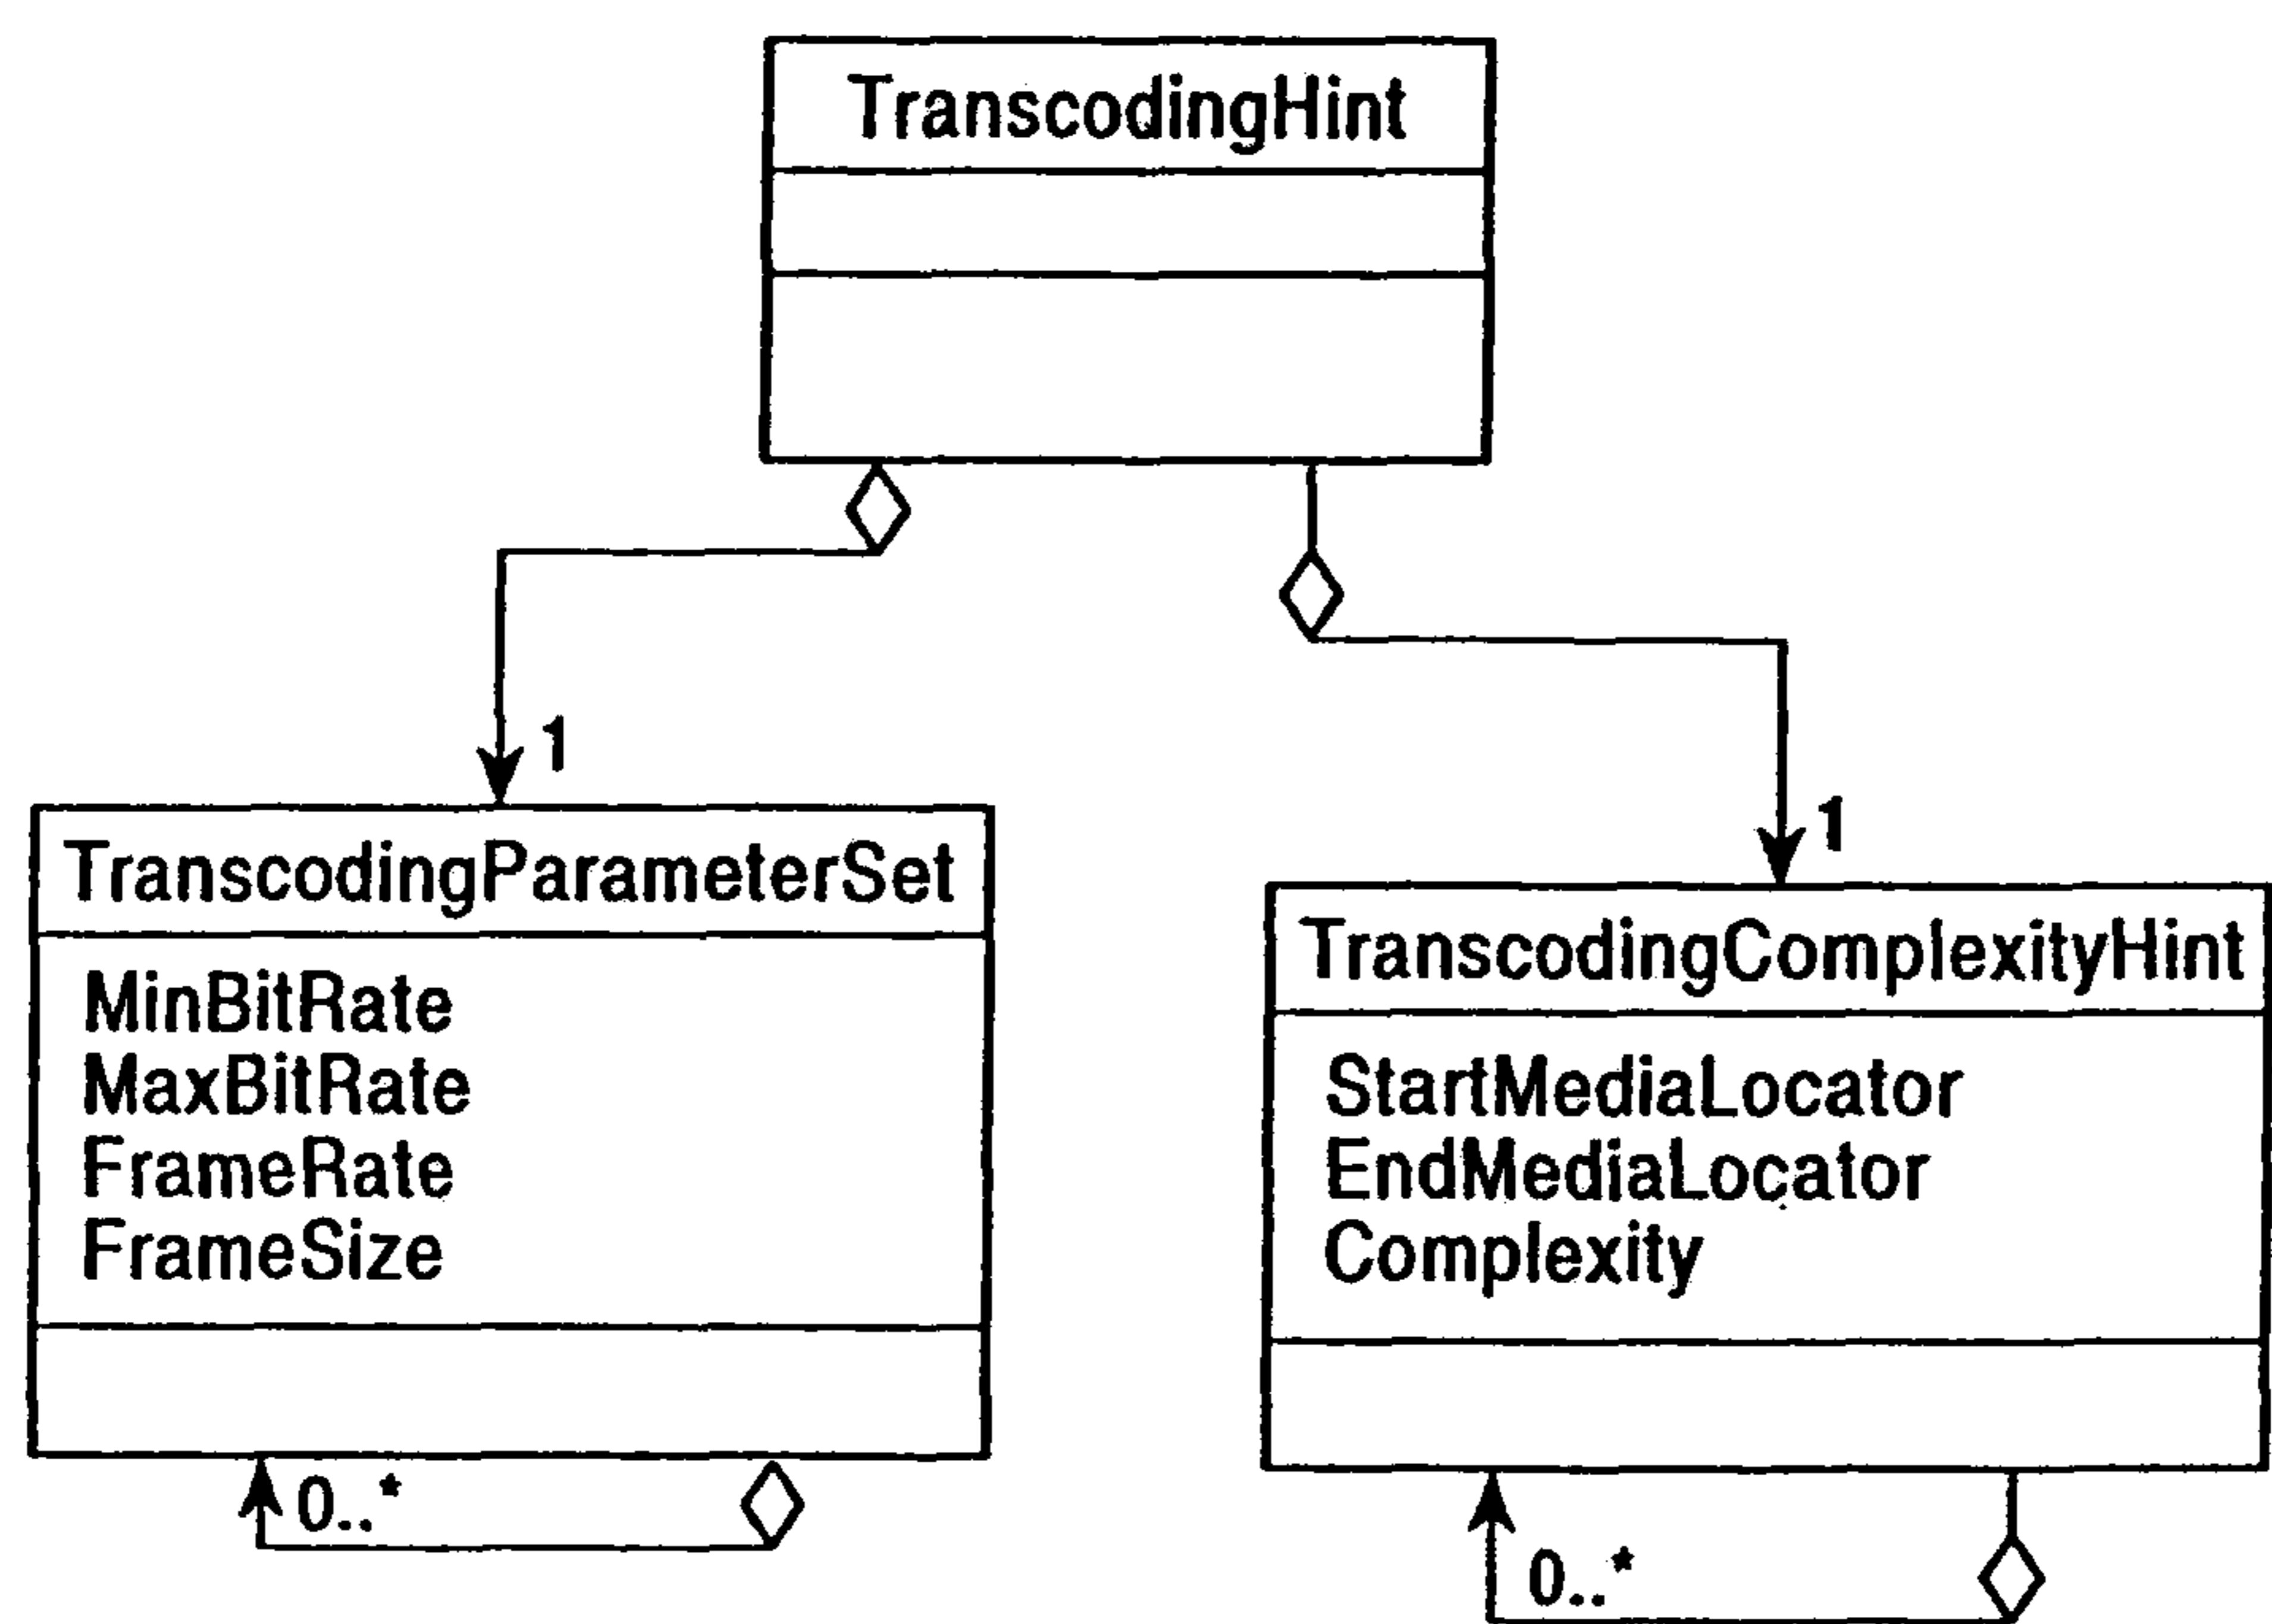 TranscodingHint
1
1
TranscodingParameterSet
MinBitRate
MaxBitRate
FrameRate
FrameSize
0..*
TranscodingComplexityHint
StartMediaLocator
EndMediaLocator
Complexity
0..*